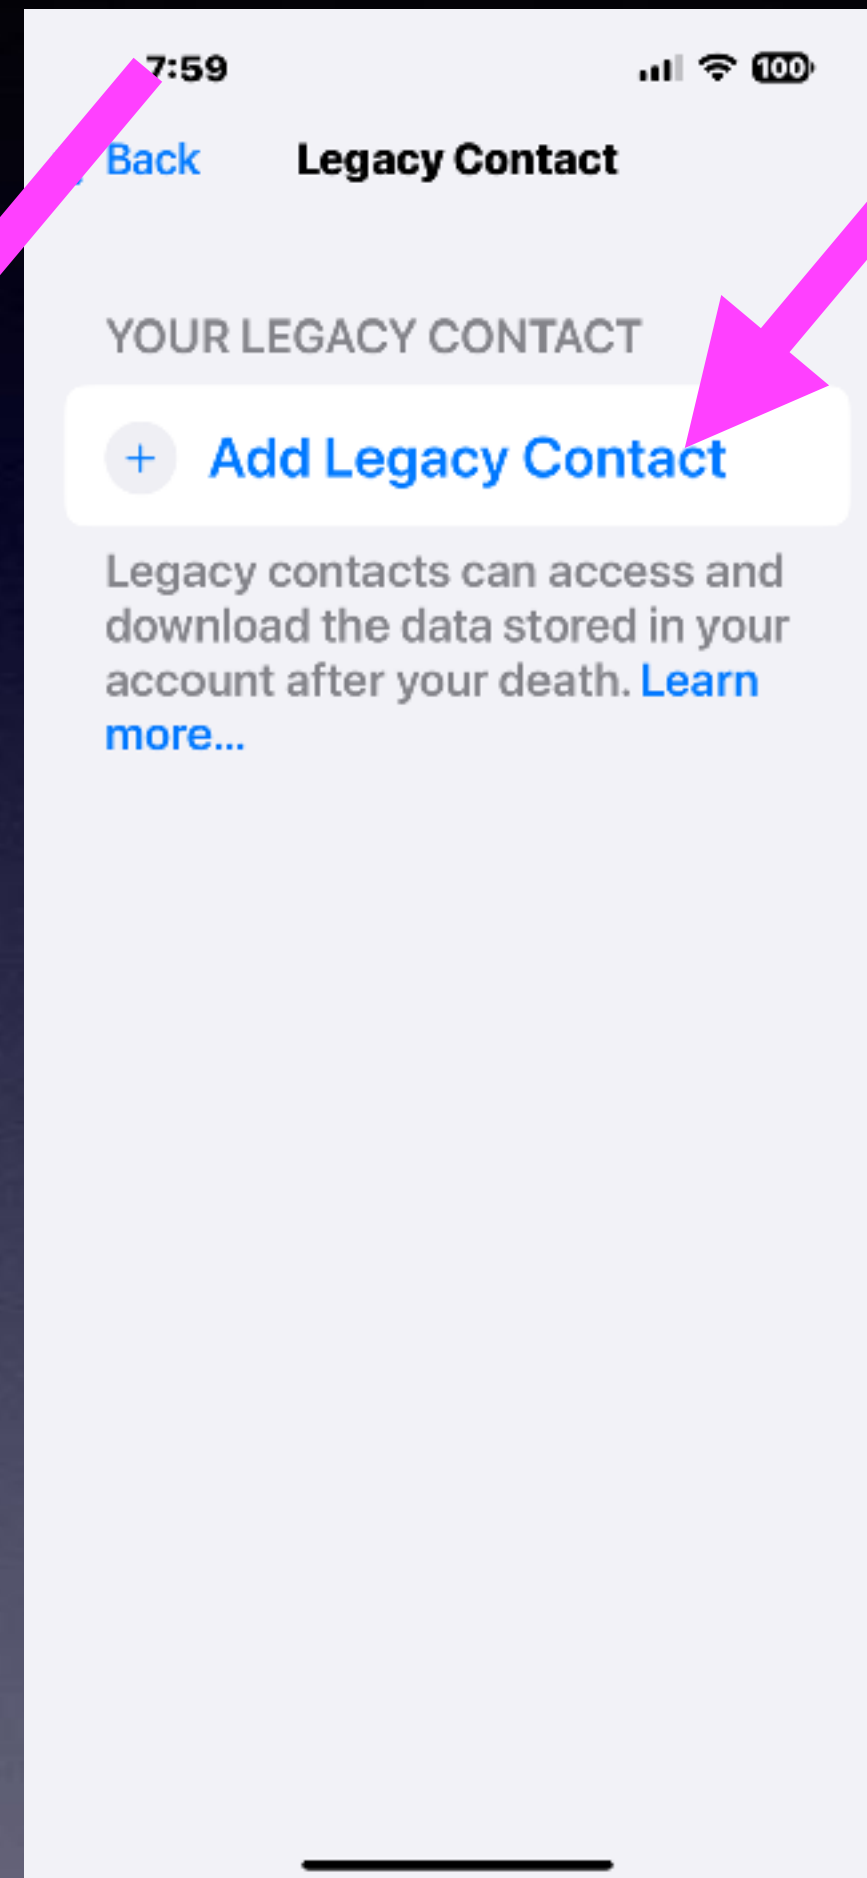 7:59
100
Back
Legacy Contact
YOUR LEGACY CONTACT
+ Add Legacy Contact
Legacy contacts can access and
download the data stored in your
account after your death. Learn
more...